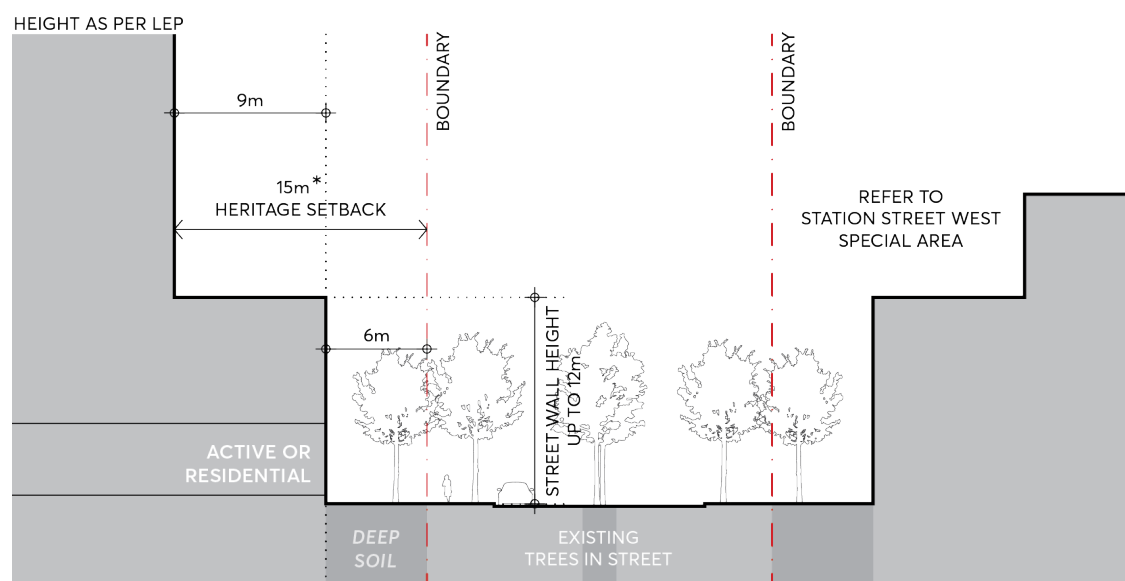 HEIGHT AS PER LEP
BOUNDARY
BOUNDARY
9m
15m*
HERITAGE SETBACK
REFER TO
STATION STREET WEST
SPECIAL AREA
6m
STREET WALL HEIGHT
UP TO 12m
ACTIVE OR
RESIDENTIAL
DEEP
SOIL
EXISTING
TREES IN STREET